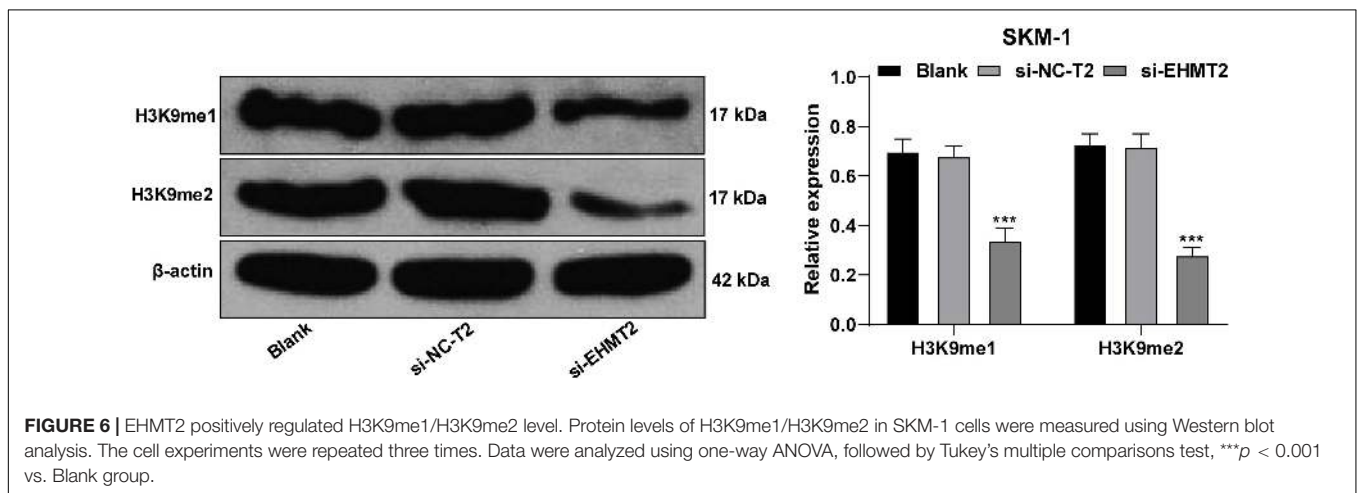 H3K9me1
17 kDa
H3K9me2
17 kDa
β-actin
42 kDa
Blank
si-NC-T2
si-EHMT2
SKM-1
Blank si-NC-T2 si-EHMT2
Relative expression
1.0
0.8
0.6
0.4
0.2
0.0
***
***
H3K9me1
H3K9me2
FIGURE 6 | EHMT2 positively regulated H3K9me1/H3K9me2 level. Protein levels of H3K9me1/H3K9me2 in SKM-1 cells were measured using Western blot
analysis. The cell experiments were repeated three times. Data were analyzed using one-way ANOVA, followed by Tukey's multiple comparisons test, ***p < 0.001
vs. Blank group.